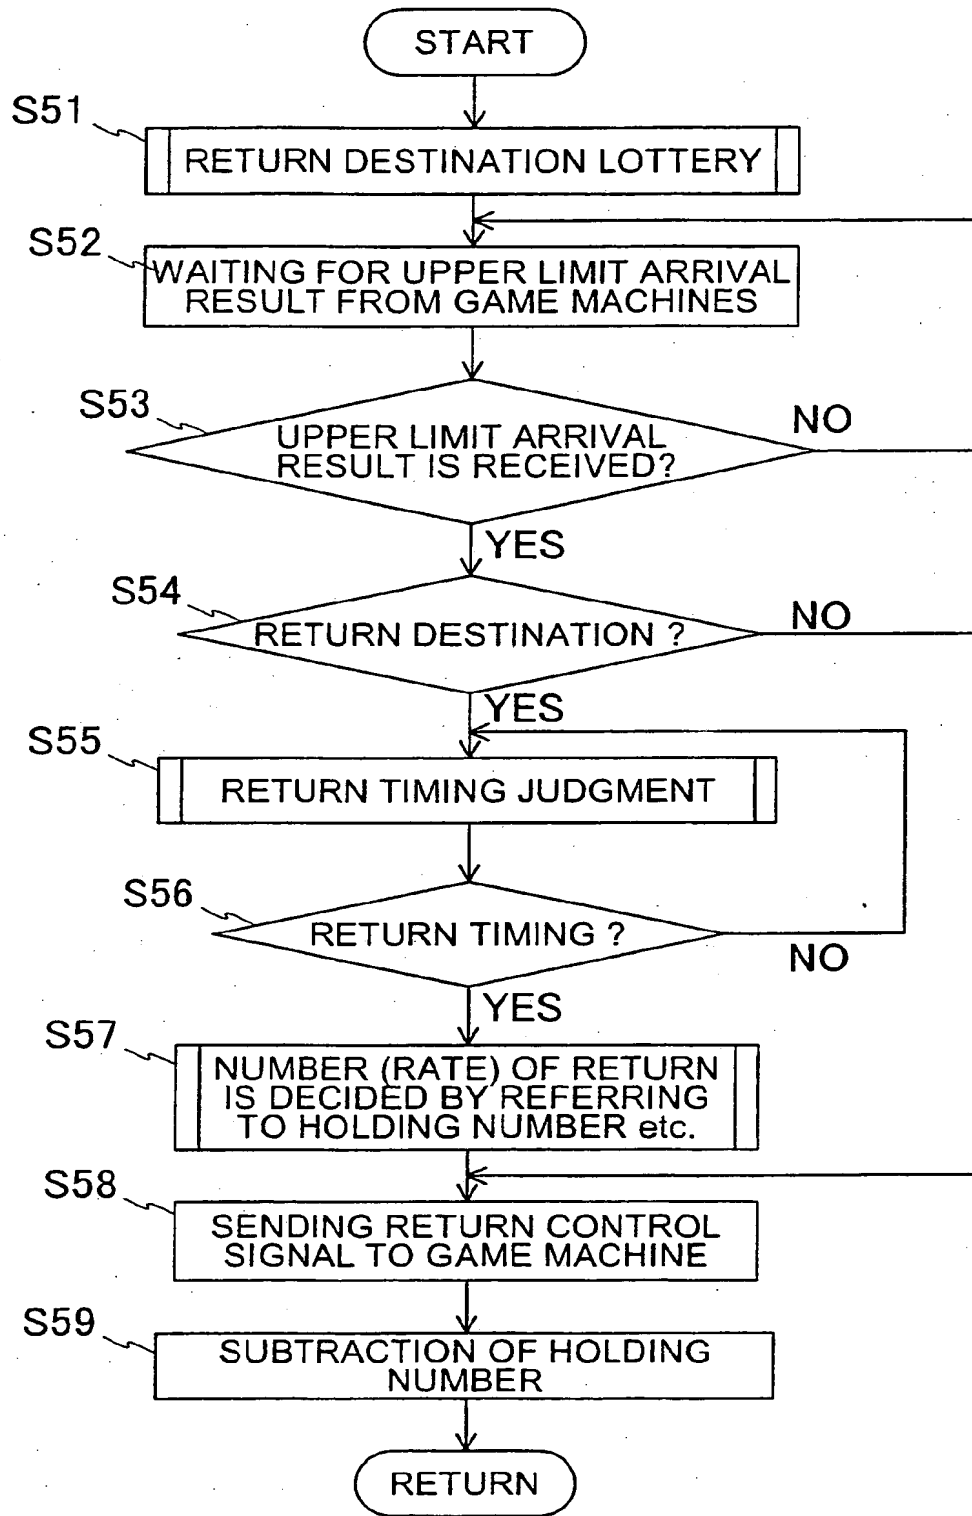 START
S51
RETURN DESTINATION LOTTERY
S52
WAITING FOR UPPER LIMIT ARRIVAL
RESULT FROM GAME MACHINES
S53
UPPER LIMIT ARRIVAL
RESULT IS RECEIVED?
NO
YES
S54
RETURN DESTINATION ?
NO
YES
S55
RETURN TIMING JUDGMENT
S56
RETURN TIMING ?
NO
YES
S57
NUMBER (RATE) OF RETURN
IS DECIDED BY REFERRING
TO HOLDING NUMBER etc.
S58
SENDING RETURN CONTROL
SIGNAL TO GAME MACHINE
S59
SUBTRACTION OF HOLDING
NUMBER
RETURN